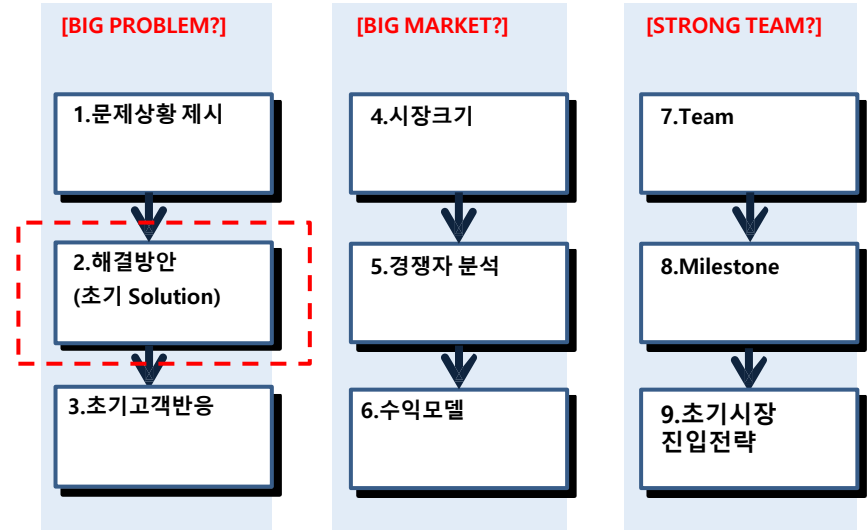 [BIG PROBLEM?]
1.문제상황 제시
2.해결방안
(초기 Solution)
3.초기고객반응
[BIG MARKET?]
4.시장크기
5.경쟁자 분석
6.수익모델
[STRONG TEAM?]
7.Team
8.Milestone
9.초기시장
진입전략